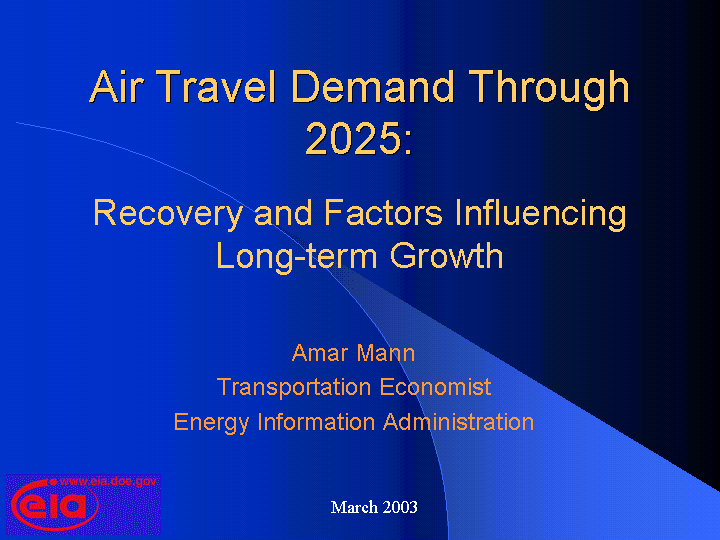 Air Travel Demand Through
2025:
Recovery and Factors Influencing
Long-term Growth
Amar Mann
Transportation Economist
Energy Information Administration
www.eia.doe.gov
eia
March 2003